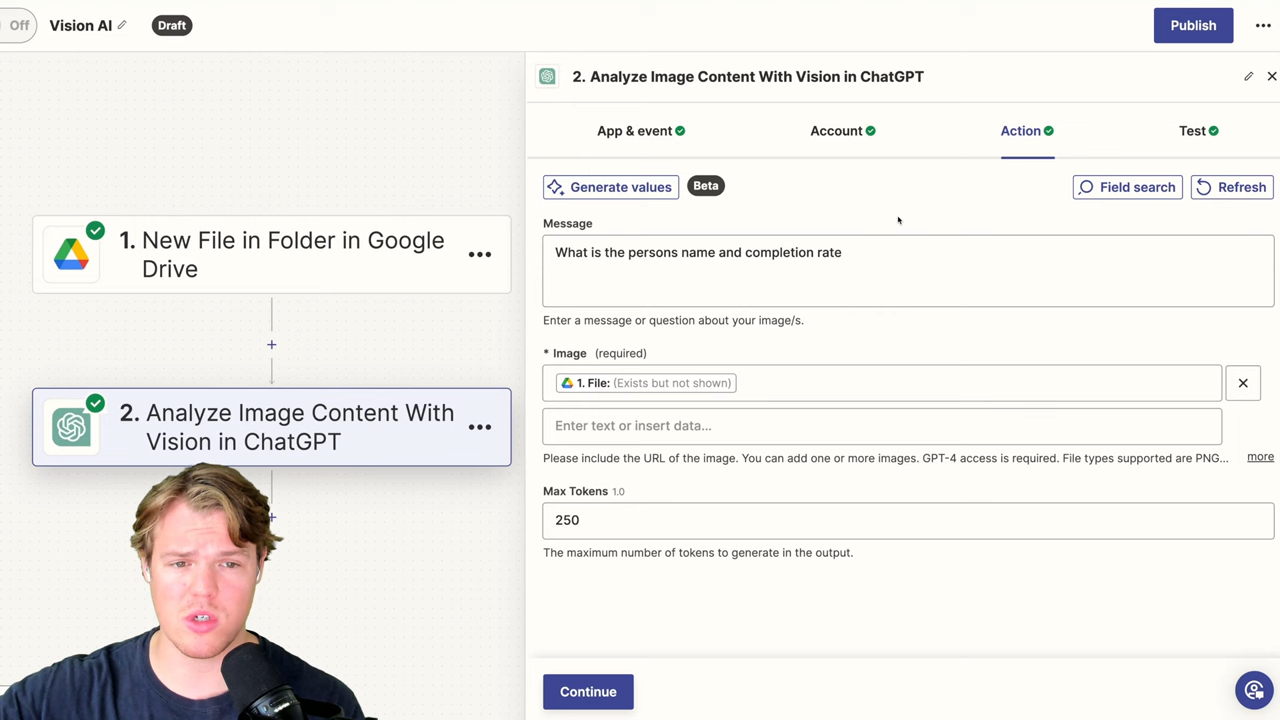 Off
Vision AI
Draft
Publish
2. Analyze Image Content With Vision in ChatGPT
App & event
Account
Action
Test
Generate values
Beta
Field search
Refresh
Message
What is the persons name and completion rate
Enter a message or question about your image/s.
* Image (required)
1. File: (Exists but not shown)
Enter text or insert data...
Please include the URL of the image. You can add one or more images. GPT-4 access is required. File types supported are PNG...
more
Max Tokens 1.0
250
The maximum number of tokens to generate in the output.
Continue
1. New File in Folder in Google
Drive
2. Analyze Image Content With
Vision in ChatGPT